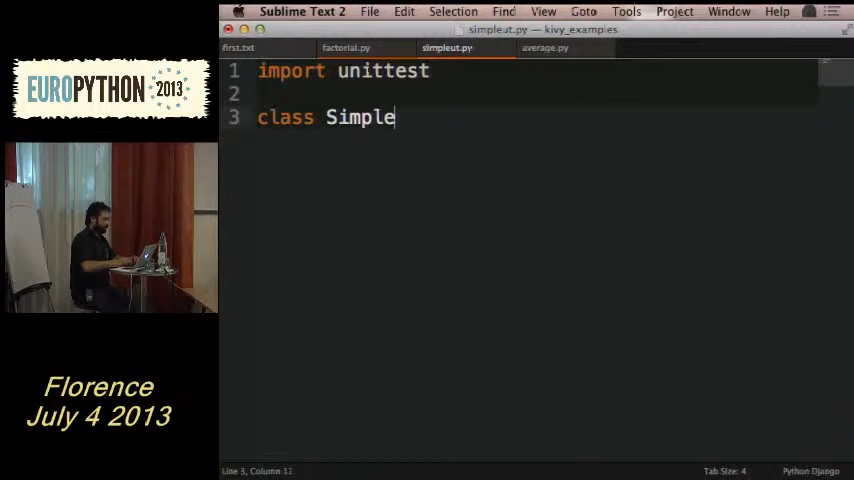 Sublime Text 2 File Edit Selection Find View Goto Tools Project Window Help
simpleut.py — kivy_examples
first.txt factorial.py simpleut.py average.py
1 import unittest
2
3 class Simple
Line 3, Column 12 Tab Size: 4 Python Django
EUROPYTHON 2013
Florence
July 4 2013